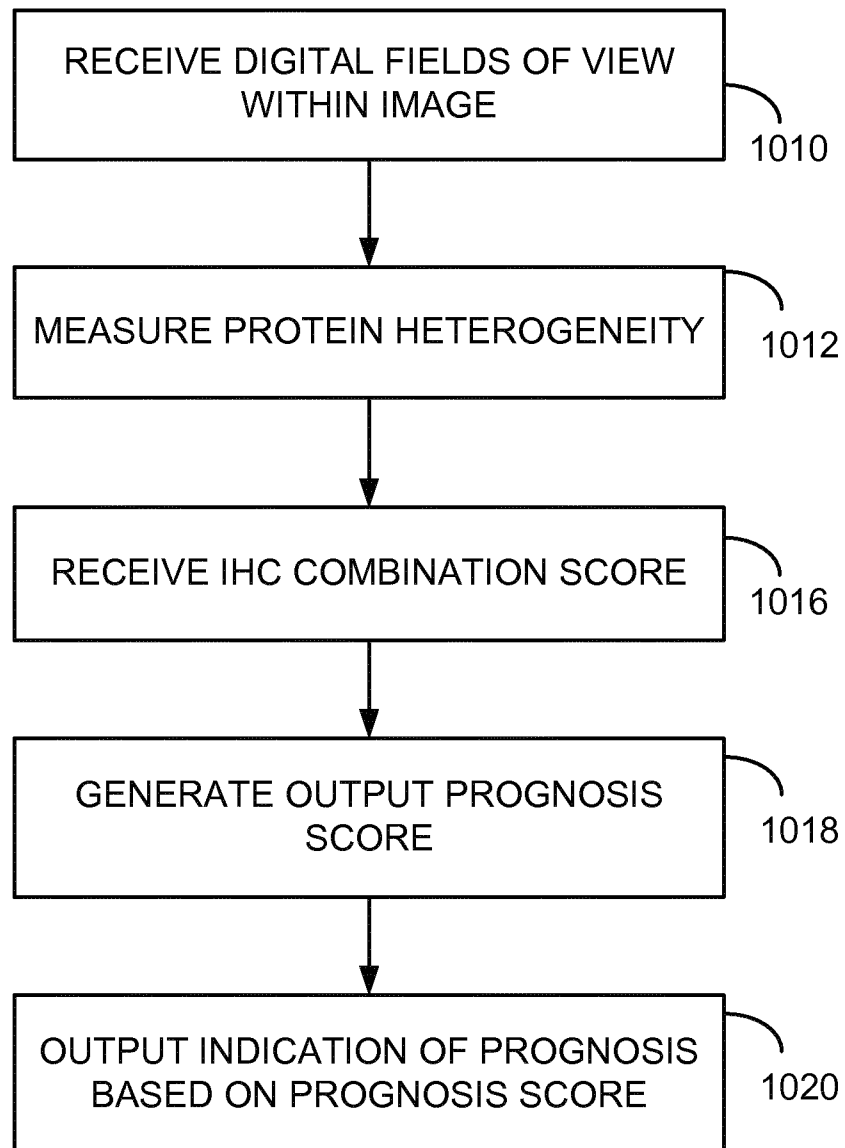 RECEIVE DIGITAL FIELDS OF VIEW
WITHIN IMAGE
1010
MEASURE PROTEIN HETEROGENEITY
1012
RECEIVE IHC COMBINATION SCORE
1016
GENERATE OUTPUT PROGNOSIS
SCORE
1018
OUTPUT INDICATION OF PROGNOSIS
BASED ON PROGNOSIS SCORE
1020